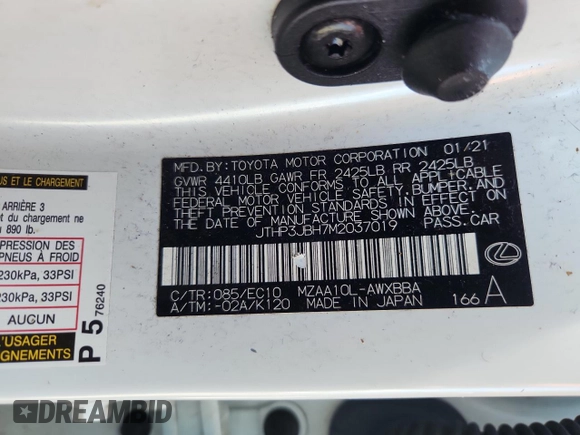 MFD. BY: TOYOTA MOTOR CORPORATION 01/21
GVWR 4410LB GAWR FR 2425LB RR 2425LB
THIS VEHICLE CONFORMS TO ALL APPLICABLE
FEDERAL MOTOR VEHICLE SAFETY, BUMPER, AND
THEFT PREVENTION STANDARDS IN EFFECT ON
THE DATE OF MANUFACTURE SHOWN ABOVE.
JTHP3JBH7M2037019 PASS.CAR
C/TR: 085/EC10 MZAA10L-AWXBBA
A/TM: -02A/K120 MADE IN JAPAN 166 A
US ET LE CHARGEMENT
ARRIÈRE 3
t du chargement ne
890 lb.
PRESSION DES
PNEUS À FROID
230kPa, 33PSI
230kPa, 33PSI
AUCUN
L'USAGER
GNEMENTS
P 5 76240
DREAMBID